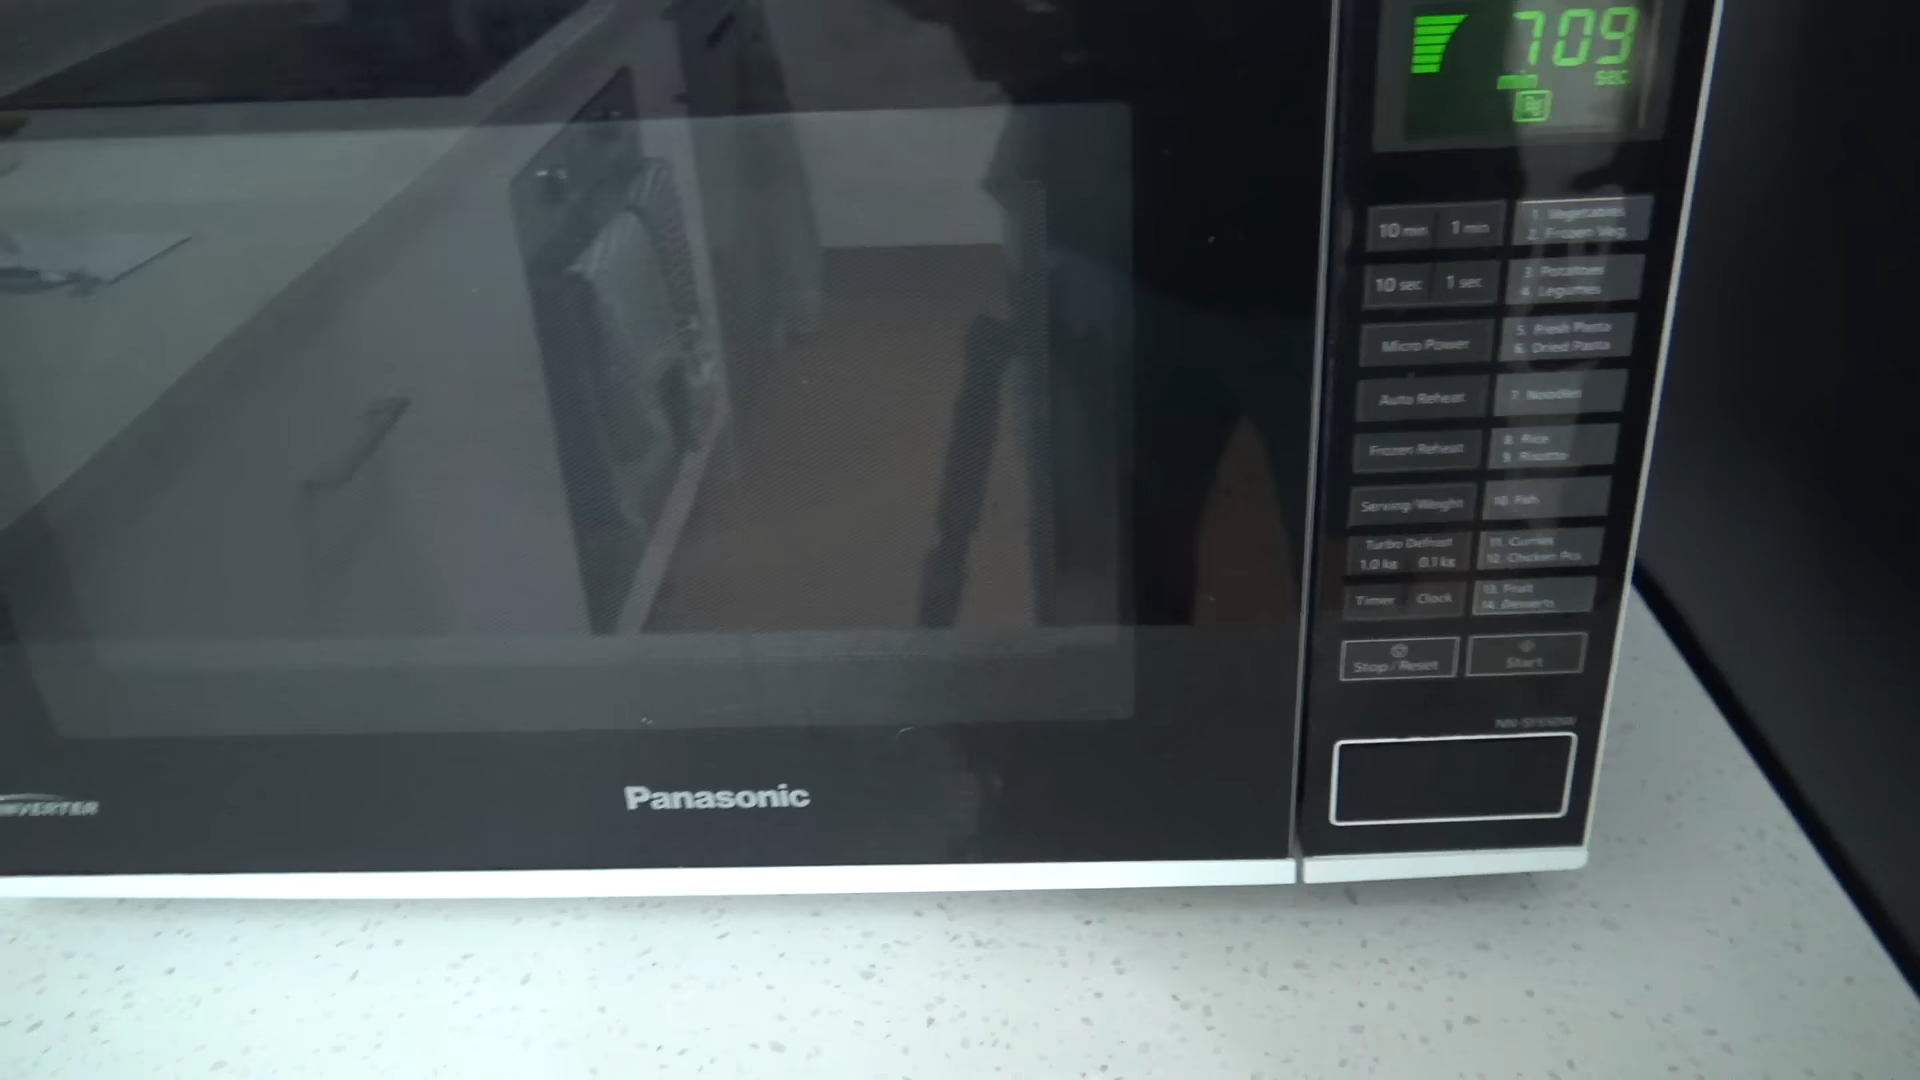 709
min sec
10 min 1 min
1. Vegetables
2. Frozen Veg.
10 sec 1 sec
3. Potatoes
4. Legumes
Micro Power
5. Fresh Pasta
6. Dried Pasta
Auto Reheat
7. Noodles
Frozen Reheat
8. Rice
9. Risotto
Serving/Weight
10. Fish
Turbo Defrost
1.0 kg 0.1 kg
11. Curries
12. Chicken Pcs.
Timer Clock
13. Fruit
14. Desserts
Stop/Reset
Start
INVERTER
Panasonic